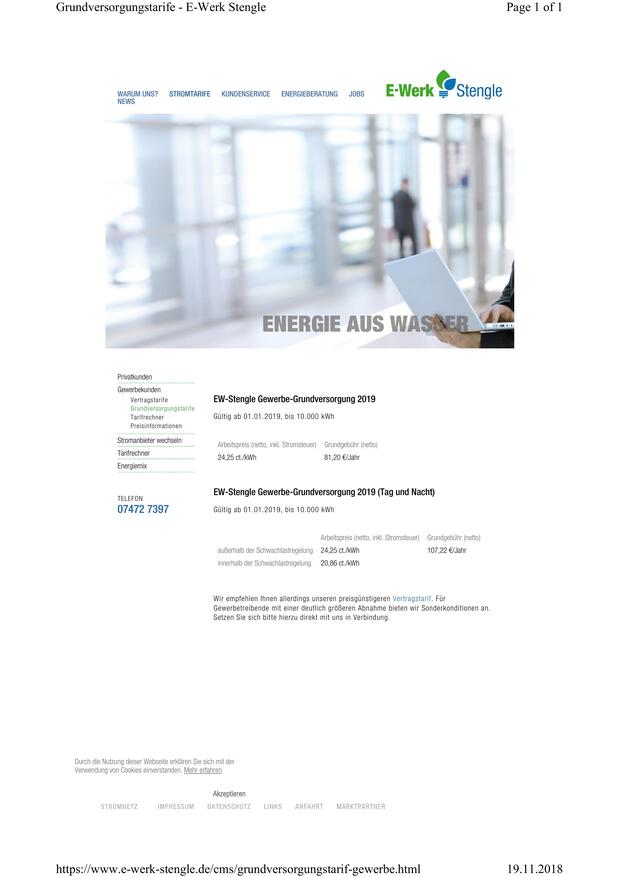 Grundversorgungstarife - E-Werk Stengle
Page 1 of 1
WARUM UNS? STROMTARIFE KUNDENSERVICE ENERGIEBERATUNG JOBS
NEWS
E-Werk Stengle
ENERGIE AUS WASSER
Privatkunden
Gewerbekunden
Vertragstarife
Grundversorgungstarife
Tarifrechner
Preisinformationen
Stromanbieter wechseln
Tarifrechner
Energiemix
TELEFON
07472 7397
EW-Stengle Gewerbe-Grundversorgung 2019
Gültig ab 01.01.2019, bis 10.000 kWh
Arbeitspreis (netto, inkl. Stromsteuer) Grundgebühr (netto)
24,25 ct./kWh 81,20 €/Jahr
EW-Stengle Gewerbe-Grundversorgung 2019 (Tag und Nacht)
Gültig ab 01.01.2019, bis 10.000 kWh
Arbeitspreis (netto, inkl. Stromsteuer) Grundgebühr (netto)
außerhalb der Schwachlastregelung 24,25 ct./kWh 107,22 €/Jahr
innerhalb der Schwachlastregelung 20,86 ct./kWh
Wir empfehlen Ihnen allerdings unseren preisgünstigeren Vertragstarif. Für
Gewerbetreibende mit einer deutlich größeren Abnahme bieten wir Sonderkonditionen an.
Setzen Sie sich bitte hierzu direkt mit uns in Verbindung.
Durch die Nutzung dieser Webseite erklären Sie sich mit der
Verwendung von Cookies einverstanden. Mehr erfahren
Akzeptieren
STROMNETZ IMPRESSUM DATENSCHUTZ LINKS ANFAHRT MARKTPARTNER
https://www.e-werk-stengle.de/cms/grundversorgungstarif-gewerbe.html
19.11.2018